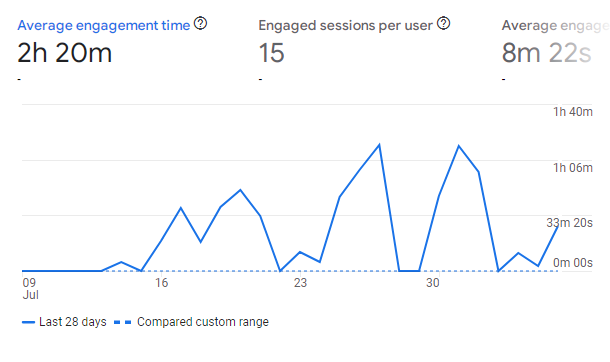 Average engagement time
Engaged sessions per user
Average engage
2h 20m
15
8m 22s
-
-
-
1h 40m
1h 06m
33m 20s
0m 00s
09
Jul
16
23
30
Last 28 days
Compared custom range